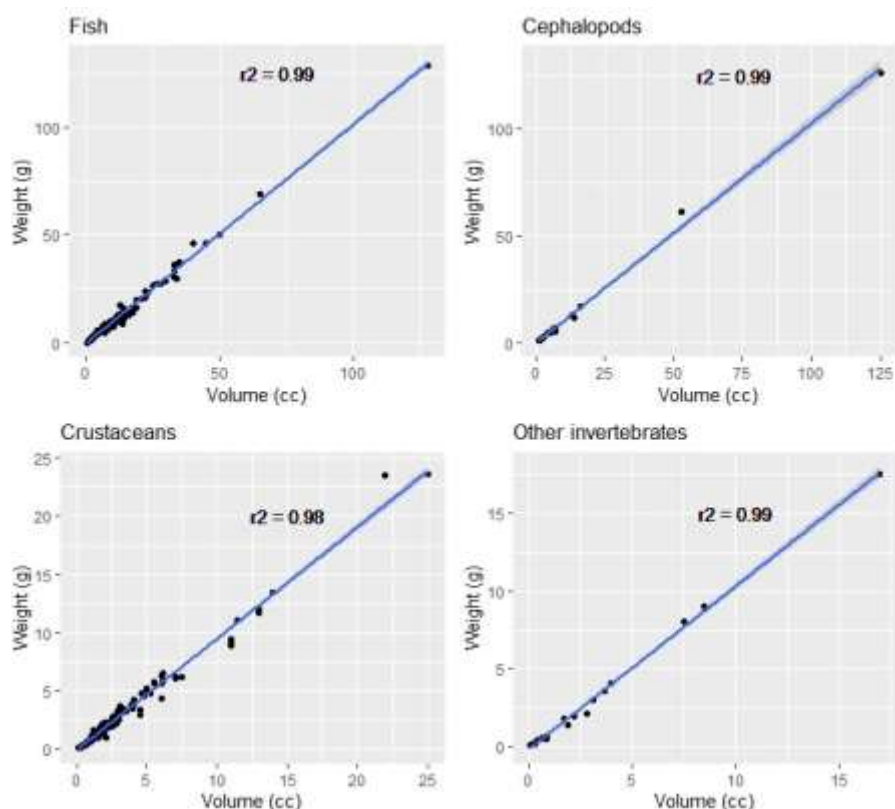 Fish
r2 = 0.99
100
50
0
Weight (g)
0 50 100
Volume (cc)
Cephalopods
r2 = 0.99
100
50
0
Weight (g)
0 25 50 75 100 125
Volume (cc)
Crustaceans
r2 = 0.98
25
20
15
10
5
0
Weight (g)
0 5 10 15 20 25
Volume (cc)
Other invertebrates
r2 = 0.99
15
10
5
0
Weight (g)
0 5 10 15
Volume (cc)